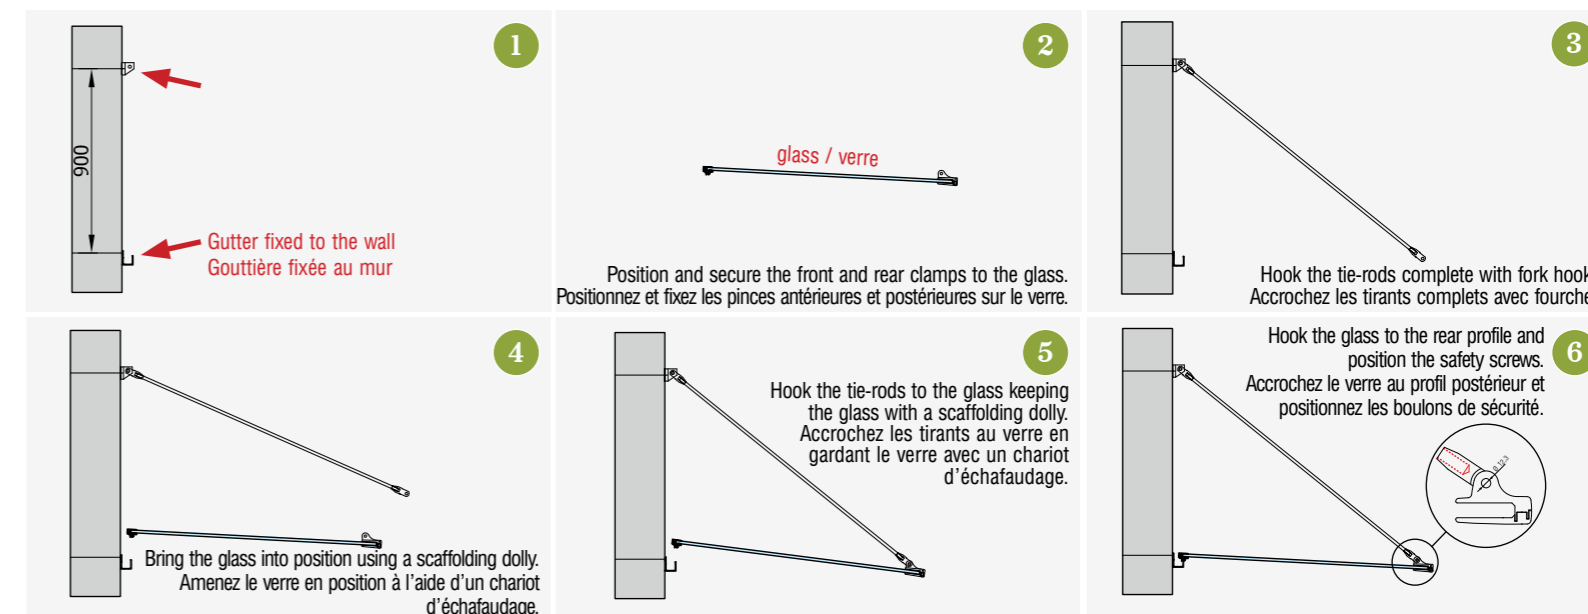 1
900
Gutter fixed to the wall
Gouttière fixée au mur
2
glass / verre
Position and secure the front and rear clamps to the glass.
Positionnez et fixez les pinces antérieures et postérieures sur le verre.
3
Hook the tie-rods complete with fork hook
Accrochez les tirants complets avec fourche
4
Bring the glass into position using a scaffolding dolly.
Amenez le verre en position à l’aide d’un chariot
d’échafaudage.
5
Hook the tie-rods to the glass keeping
the glass with a scaffolding dolly.
Accrochez les tirants au verre en
gardant le verre avec un chariot
d’échafaudage.
6
Hook the glass to the rear profile and
position the safety screws.
Accrochez le verre au profil postérieur et
positionnez les boulons de sécurité.